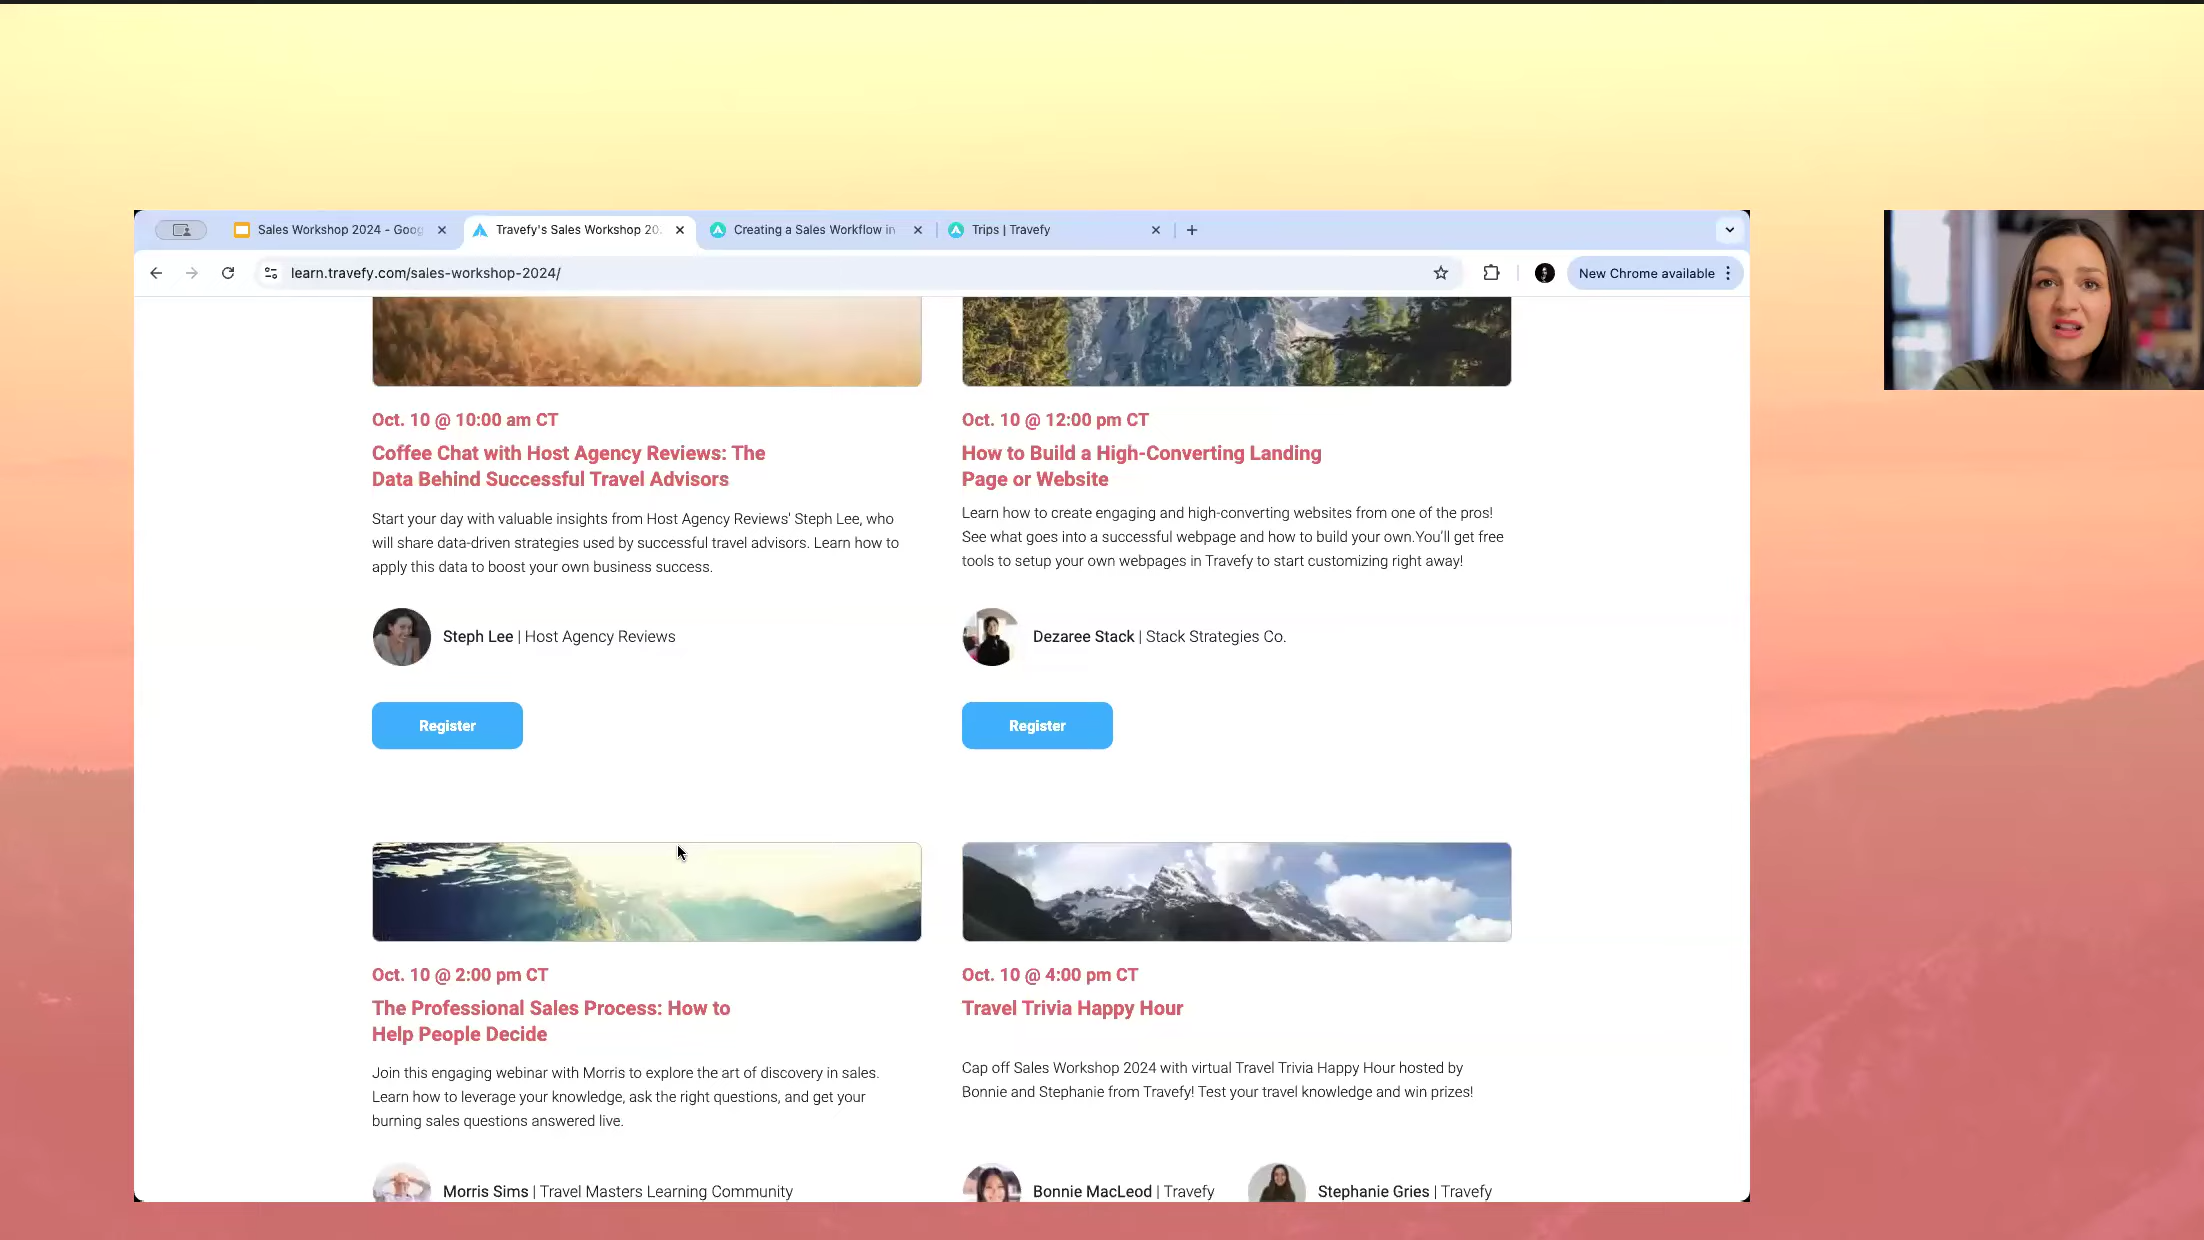 Sales Workshop 2024 - Goog
Travefy's Sales Workshop 20
Creating a Sales Workflow in
Trips | Travefy
learn.travefy.com/sales-workshop-2024/
New Chrome available
Oct. 10 @ 10:00 am CT
Coffee Chat with Host Agency Reviews: The
Data Behind Successful Travel Advisors
Start your day with valuable insights from Host Agency Reviews' Steph Lee, who
will share data-driven strategies used by successful travel advisors. Learn how to
apply this data to boost your own business success.
Steph Lee | Host Agency Reviews
Register
Oct. 10 @ 12:00 pm CT
How to Build a High-Converting Landing
Page or Website
Learn how to create engaging and high-converting websites from one of the pros!
See what goes into a successful webpage and how to build your own.You'll get free
tools to setup your own webpages in Travefy to start customizing right away!
Dezaree Stack | Stack Strategies Co.
Register
Oct. 10 @ 2:00 pm CT
The Professional Sales Process: How to
Help People Decide
Join this engaging webinar with Morris to explore the art of discovery in sales.
Learn how to leverage your knowledge, ask the right questions, and get your
burning sales questions answered live.
Morris Sims | Travel Masters Learning Community
Oct. 10 @ 4:00 pm CT
Travel Trivia Happy Hour
Cap off Sales Workshop 2024 with virtual Travel Trivia Happy Hour hosted by
Bonnie and Stephanie from Travefy! Test your travel knowledge and win prizes!
Bonnie MacLeod | Travefy
Stephanie Gries | Travefy